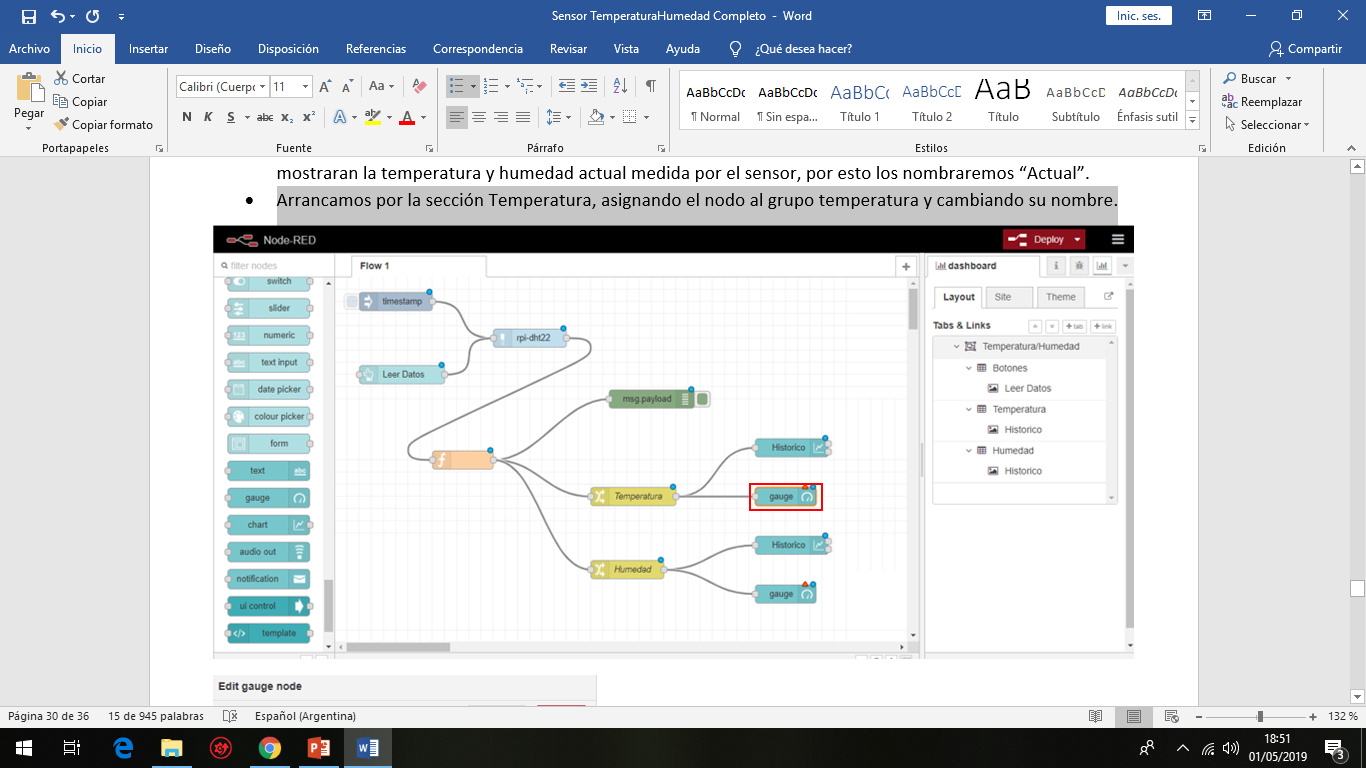 Sensor TemperaturaHumedad Completo - Word
Inic. ses.
Archivo Inicio Insertar Diseño Disposición Referencias Correspondencia Revisar Vista Ayuda ¿Qué desea hacer? Compartir
Pegar
Cortar
Copiar
Copiar formato
Portapapeles
Calibri (Cuerpo 11
N K S abc x₂ x²
Fuente
Párrafo
AaBbCcDc AaBbCcDc AaBbCc AaBbCcD AaB AaBbCcD AaBbCcDc
¶ Normal ¶ Sin espa... Título 1 Título 2 Título Subtítulo Énfasis sutil
Estilos
Buscar
Reemplazar
Seleccionar
Edición
mostraran la temperatura y humedad actual medida por el sensor, por esto los nombraremos “Actual”.
• Arrancamos por la sección Temperatura, asignando el nodo al grupo temperatura y cambiando su nombre.
Node-RED
Deploy
filter nodes
switch
slider
numeric
text input
date picker
colour picker
form
text
gauge
chart
audio out
notification
ui control
template
Flow 1
timestamp
rpi-dht22
Leer Datos
msg.payload
Historico
Temperatura
gauge
Historico
Humedad
gauge
dashboard
Layout Site Theme
Tabs & Links
+ tab + link
Temperatura/Humedad
Botones
Leer Datos
Temperatura
Historico
Humedad
Historico
Edit gauge node
Página 30 de 36 15 de 945 palabras Español (Argentina) 132 %
18:51
01/05/2019
3